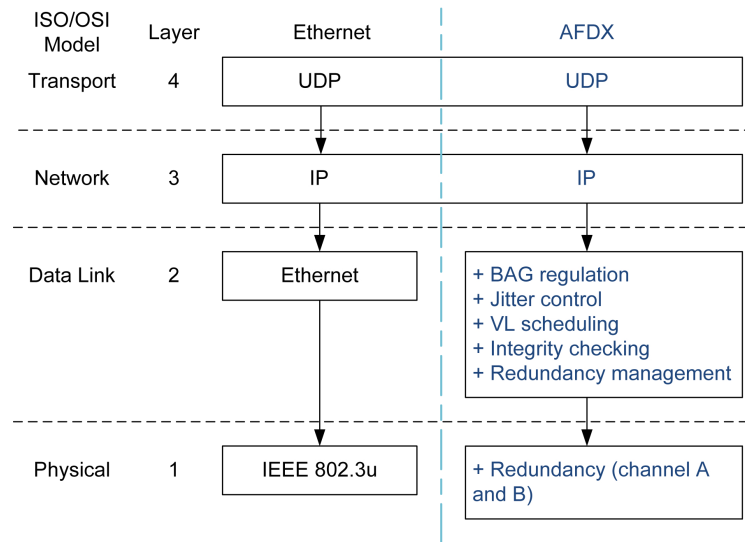 ISO/OSI
Model
Layer
Ethernet
AFDX
Transport
4
UDP
UDP
Network
3
IP
IP
Data Link
2
Ethernet
+ BAG regulation
+ Jitter control
+ VL scheduling
+ Integrity checking
+ Redundancy management
Physical
1
IEEE 802.3u
+ Redundancy (channel A
and B)